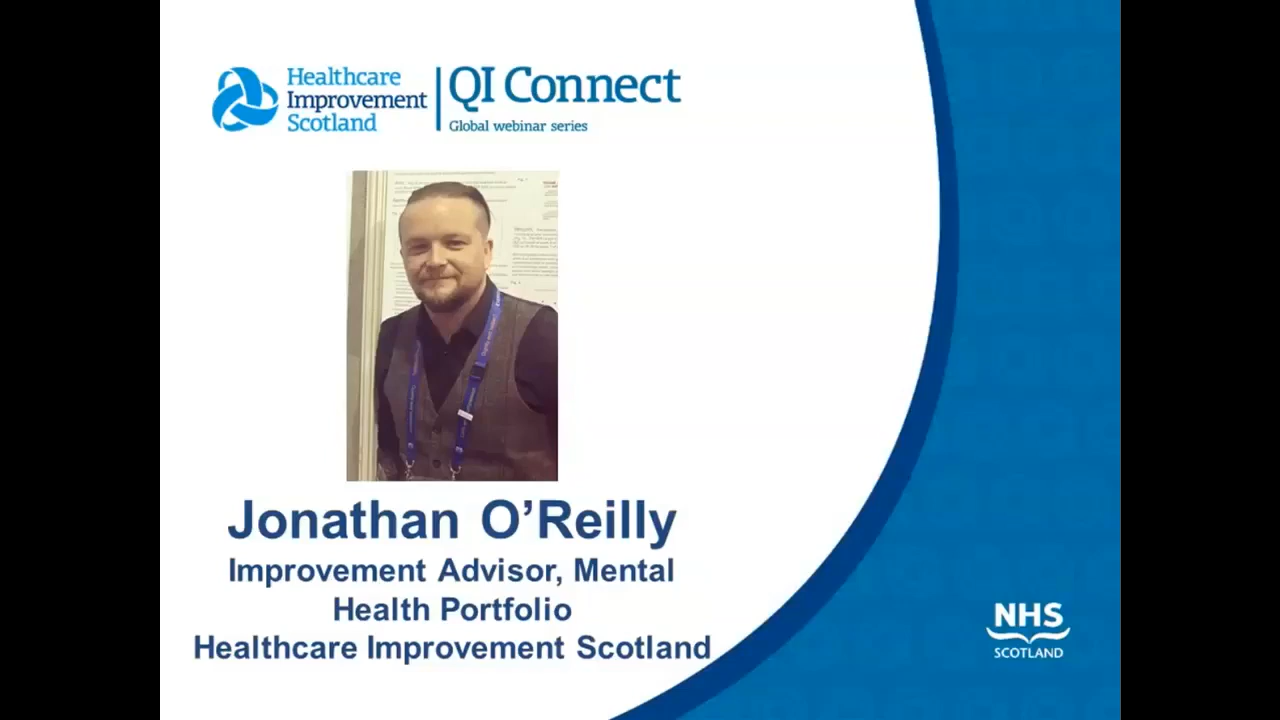 Healthcare
Improvement
Scotland
QI Connect
Global webinar series
Jonathan O’Reilly
Improvement Advisor, Mental
Health Portfolio
Healthcare Improvement Scotland
NHS
SCOTLAND